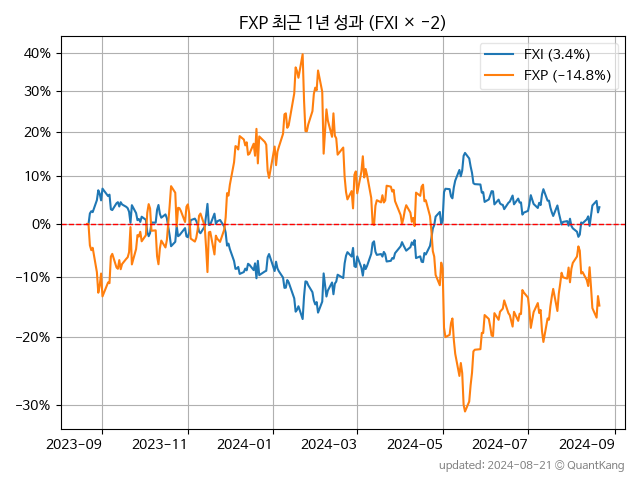 FXP 최근 1년 성과 (FXI × −2)
FXI (3.4%)
FXP (−14.8%)
40%
30%
20%
10%
0%
−10%
−20%
−30%
2023−09 2023−11 2024−01 2024−03 2024−05 2024−07 2024−09
updated: 2024-08-21 © QuantKang